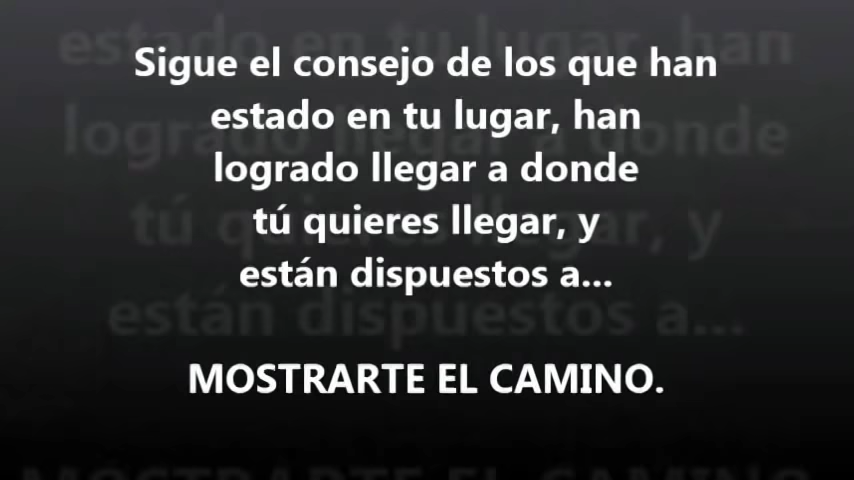 Sigue el consejo de los que han
estado en tu lugar, han
logrado llegar a donde
tú quieres llegar, y
están dispuestos a...
MOSTRARTE EL CAMINO.